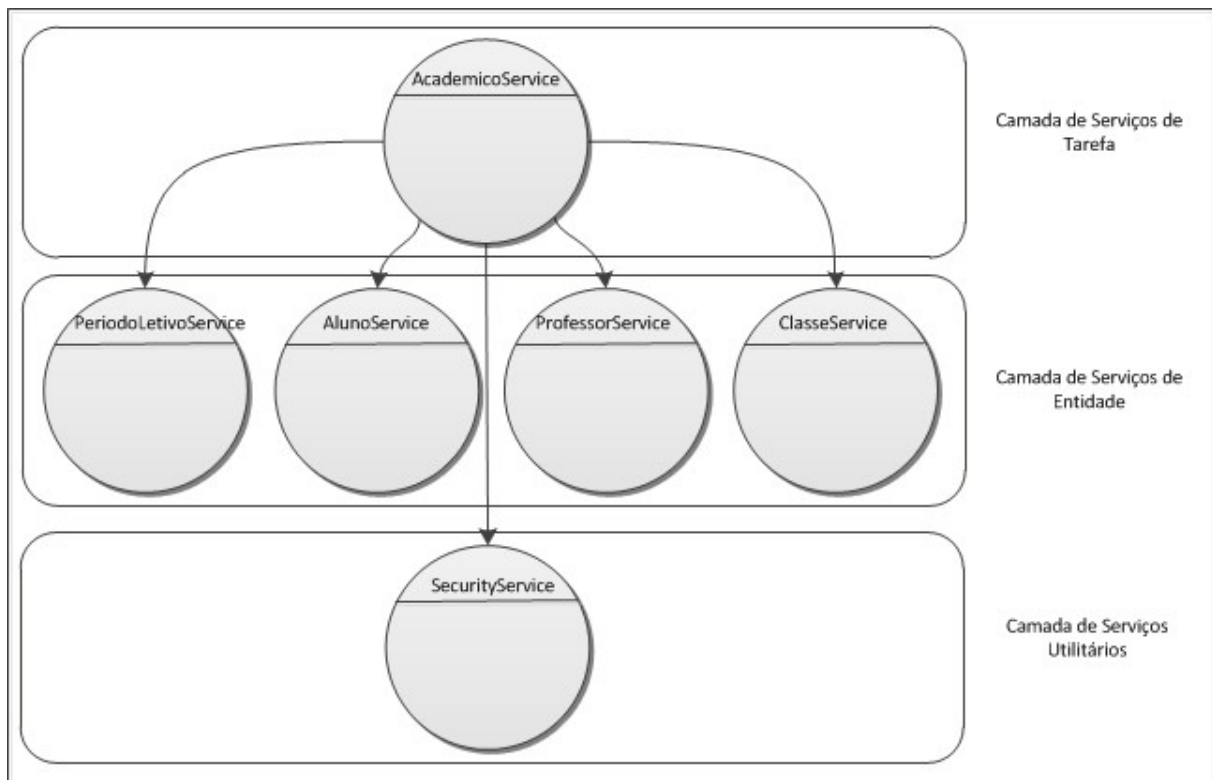 AcademicoService
Camada de Serviços de
Tarefa
PeriodoLetivoService
AlunoService
ProfessorService
ClasseService
Camada de Serviços de
Entidade
SecurityService
Camada de Serviços
Utilitários